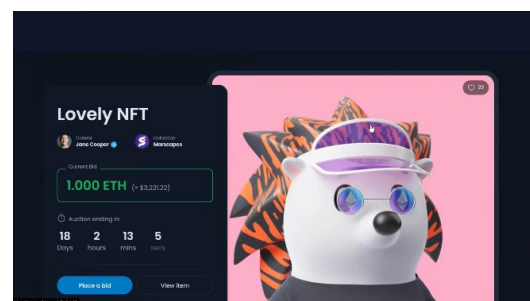 22
Lovely NFT
Creator
Jane Cooper
Collection
Marscapes
Current Bid
1.000 ETH (≈ $3,221.22)
Auction ending in:
18 2 13 5
Days hours mins secs
Place a bid View item